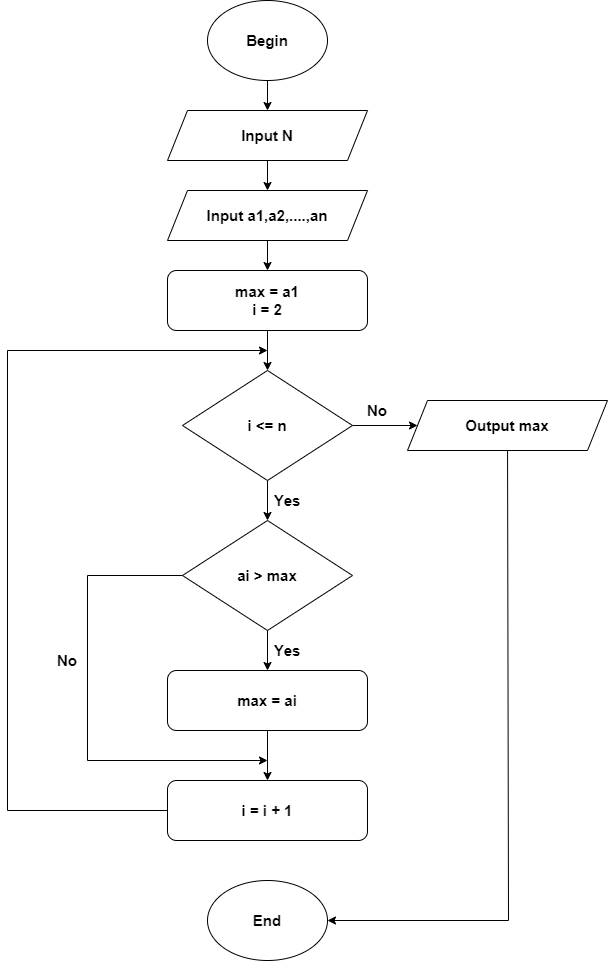 Begin
Input N
Input a1,a2,....,an
max = a1
i = 2
i <= n
No
Output max
Yes
ai > max
Yes
No
max = ai
i = i + 1
End